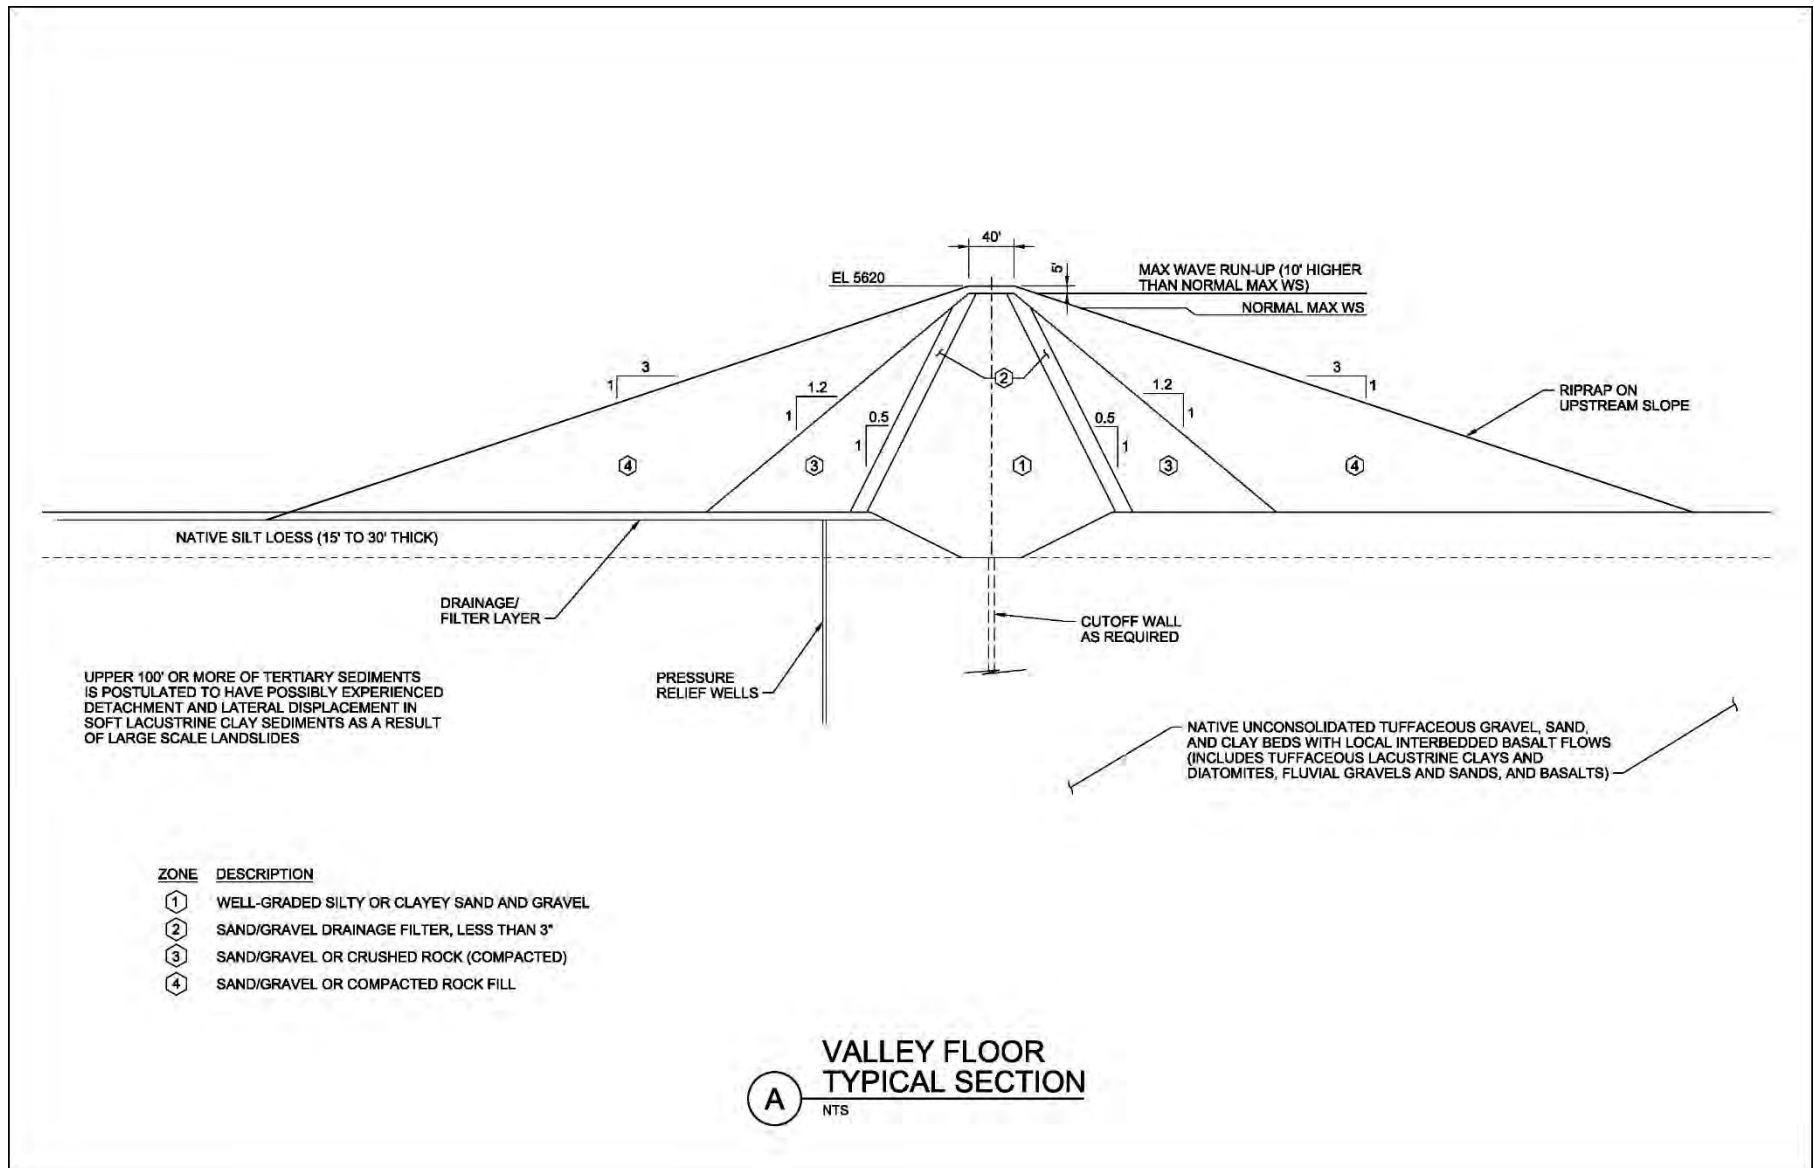 40'
5'
EL 5620
MAX WAVE RUN-UP (10' HIGHER
THAN NORMAL MAX WS)
NORMAL MAX WS
3
1
1.2
1
0.5
1
2
3
1
1.2
1
0.5
1
RIPRAP ON
UPSTREAM SLOPE
4
3
1
3
4
NATIVE SILT LOESS (15' TO 30' THICK)
DRAINAGE/
FILTER LAYER
CUTOFF WALL
AS REQUIRED
PRESSURE
RELIEF WELLS
UPPER 100' OR MORE OF TERTIARY SEDIMENTS
IS POSTULATED TO HAVE POSSIBLY EXPERIENCED
DETACHMENT AND LATERAL DISPLACEMENT IN
SOFT LACUSTRINE CLAY SEDIMENTS AS A RESULT
OF LARGE SCALE LANDSLIDES
NATIVE UNCONSOLIDATED TUFFACEOUS GRAVEL, SAND,
AND CLAY BEDS WITH LOCAL INTERBEDDED BASALT FLOWS
(INCLUDES TUFFACEOUS LACUSTRINE CLAYS AND
DIATOMITES, FLUVIAL GRAVELS AND SANDS, AND BASALTS)
ZONE DESCRIPTION
1 WELL-GRADED SILTY OR CLAYEY SAND AND GRAVEL
2 SAND/GRAVEL DRAINAGE FILTER, LESS THAN 3"
3 SAND/GRAVEL OR CRUSHED ROCK (COMPACTED)
4 SAND/GRAVEL OR COMPACTED ROCK FILL
A
VALLEY FLOOR
TYPICAL SECTION
NTS